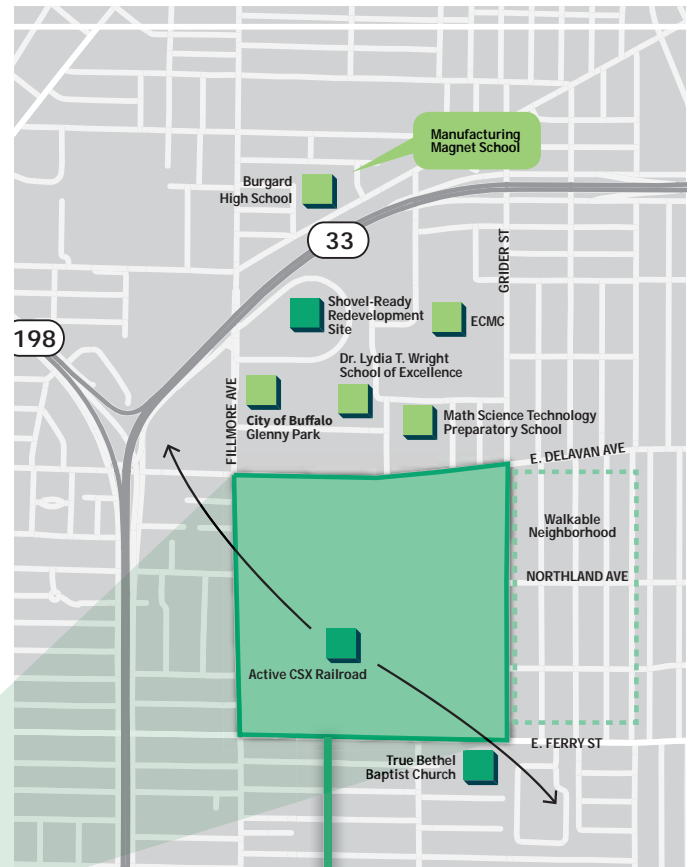 Manufacturing
Magnet School
Burgard
High School
33
GRIDER ST
Shovel-Ready
Redevelopment
Site
ECMC
198
Dr. Lydia T. Wright
School of Excellence
FILLMORE AVE
City of Buffalo
Glenny Park
Math Science Technology
Preparatory School
E. DELAVAN AVE
Walkable
Neighborhood
NORTHLAND AVE
Active CSX Railroad
E. FERRY ST
True Bethel
Baptist Church